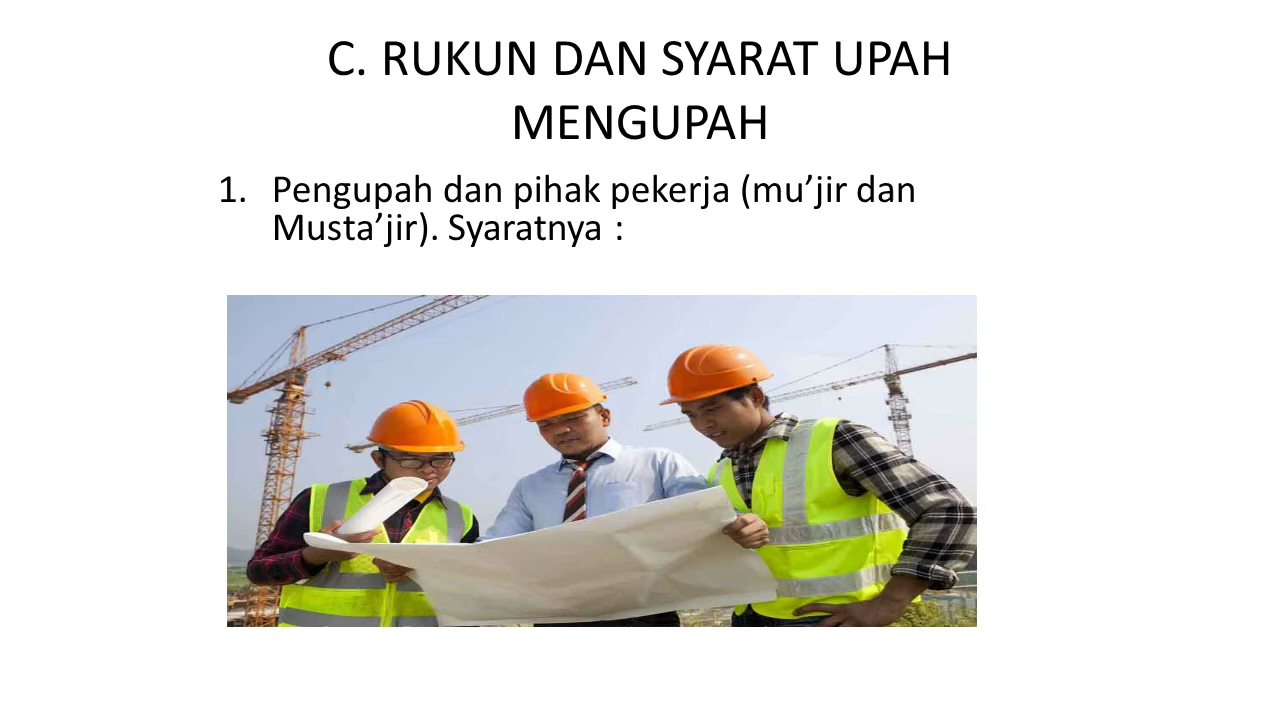 C. RUKUN DAN SYARAT UPAH
MENGUPAH
1. Pengupah dan pihak pekerja (mu’jir dan
Musta’jir). Syaratnya :